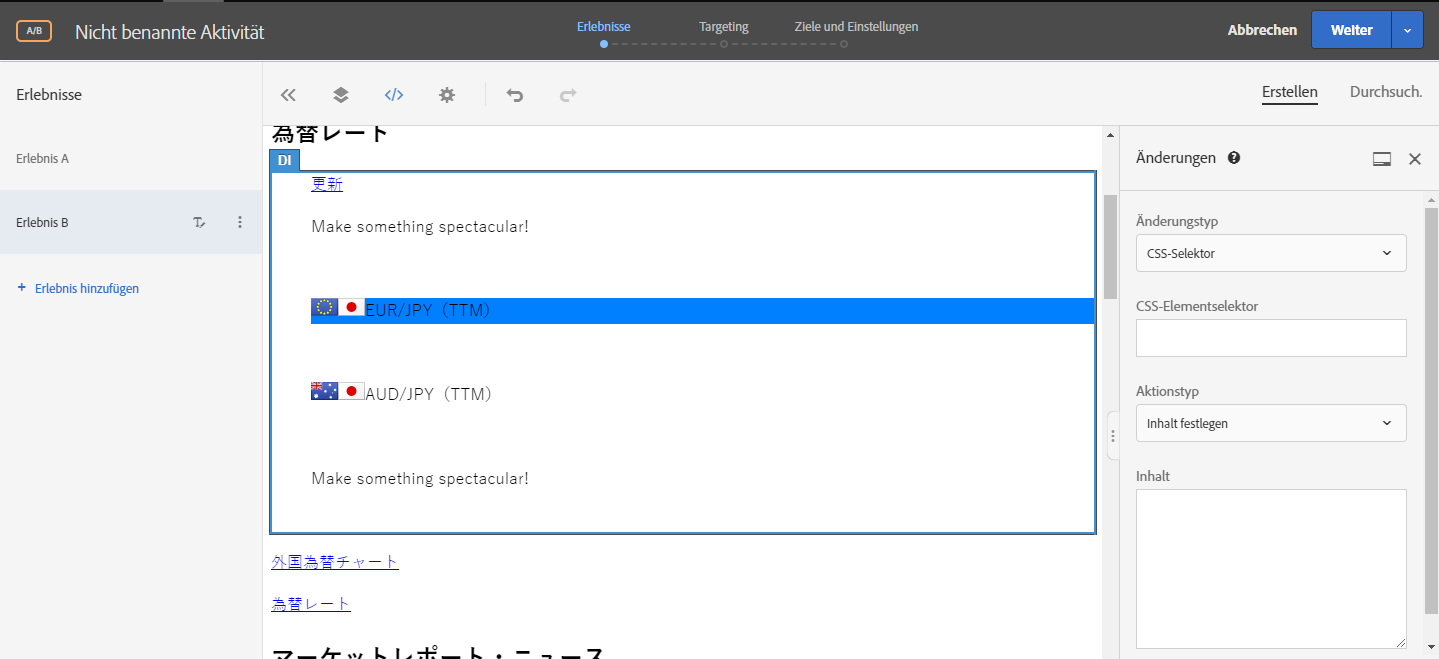 A/B
Nicht benannte Aktivität
Erlebnisse
Targeting
Ziele und Einstellungen
Abbrechen
Weiter
Erlebnisse
Erlebnis A
Erlebnis B
+ Erlebnis hinzufügen
</>
Erstellen
Durchsuch.
為替レート
DI
更新
Make something spectacular!
EUR/JPY（TTM）
AUD/JPY（TTM）
Make something spectacular!
外国為替チャート
為替レート
マーケットレポート・ニュース
Änderungen ?
Änderungstyp
CSS-Selektor
CSS-Elementselektor
Aktionstyp
Inhalt festlegen
Inhalt